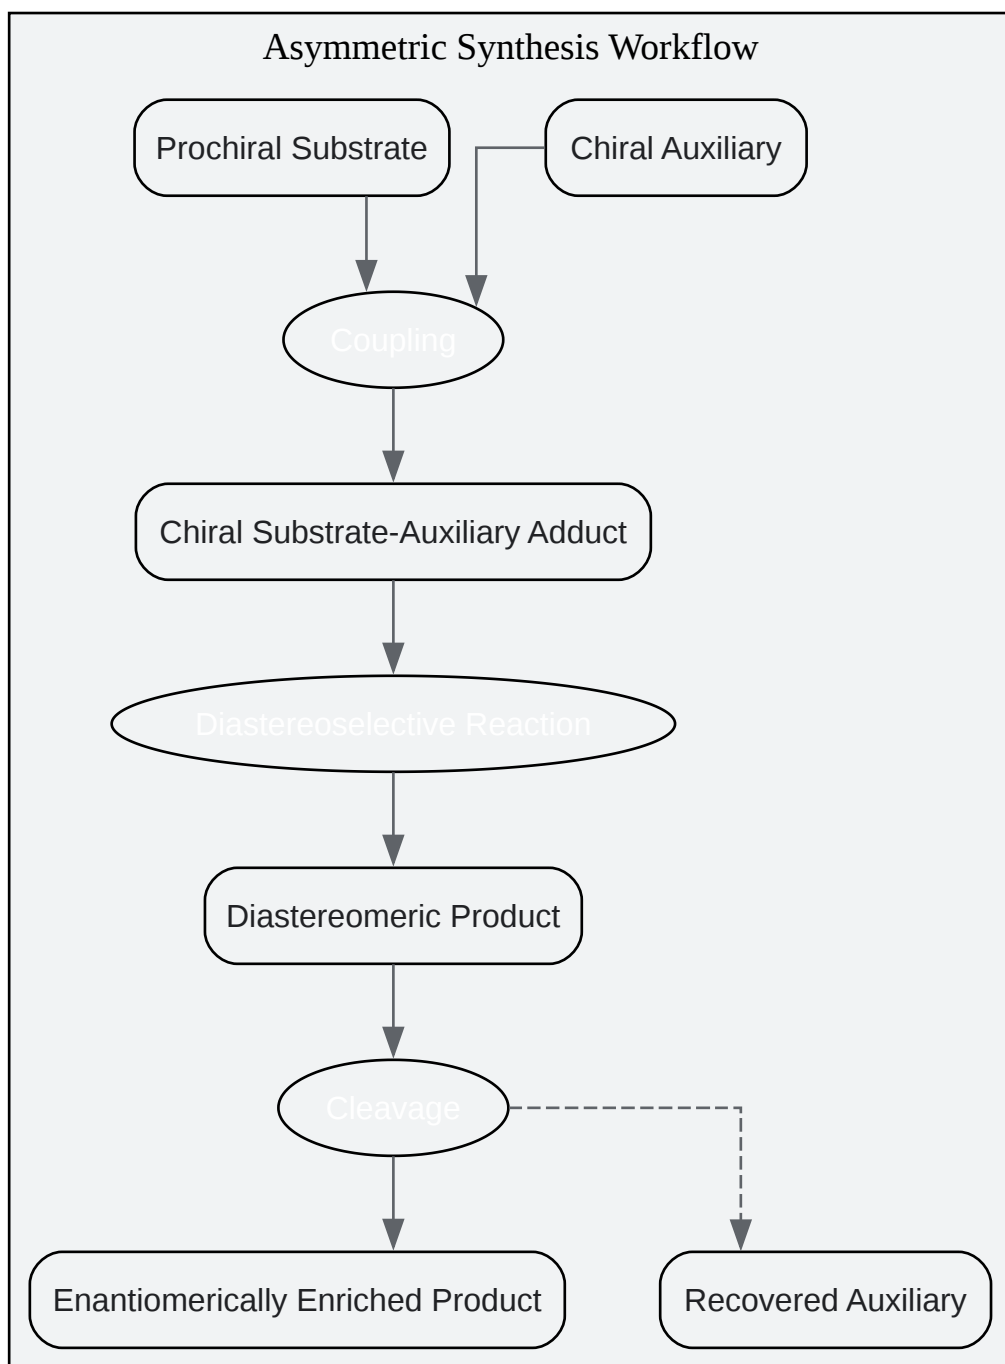 Asymmetric Synthesis Workflow
Prochiral Substrate
Chiral Auxiliary
Coupling
Chiral Substrate-Auxiliary Adduct
Diastereoselective Reaction
Diastereomeric Product
Cleavage
Enantiomerically Enriched Product
Recovered Auxiliary